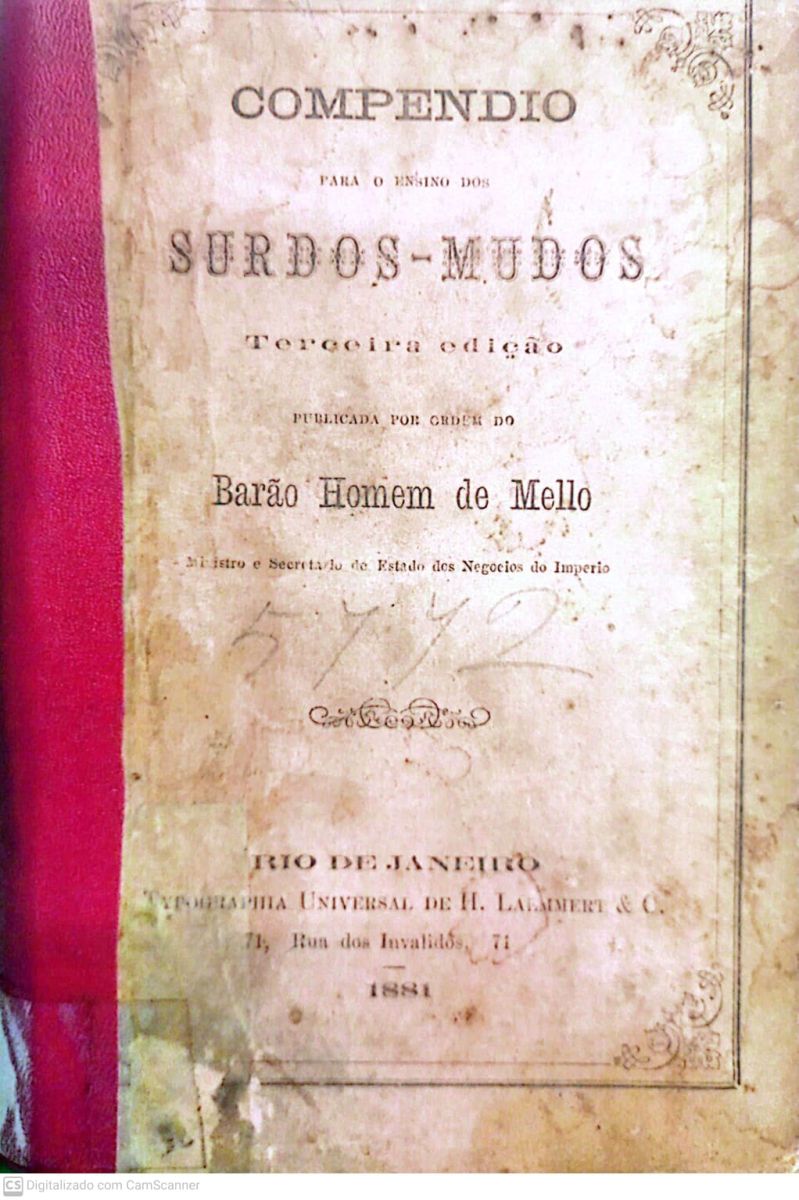 COMPENDIO
PARA O ENSINO DOS
SURDOS-MUDOS
Terceira edição
PUBLICADA POR ORDEM DO
Barão Homem de Mello
Ministro e Secretario de Estado dos Negocios do Imperio
5772
RIO DE JANEIRO
TYPOGRAPHIA UNIVERSAL DE H. LAEMMERT & C.
71, Rua dos Invalidos, 71
1881
CS Digitalizado com CamScanner